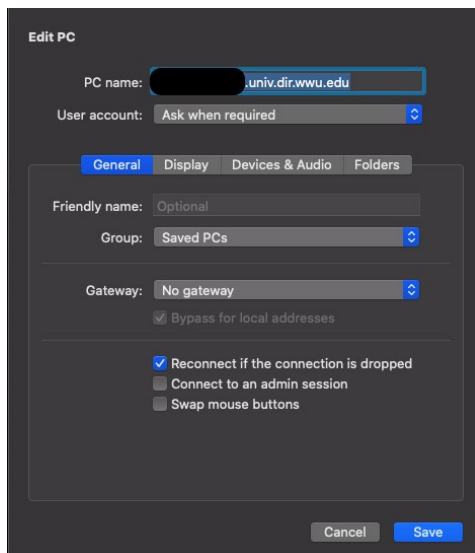 Edit PC
PC name: .univ.dir.wwu.edu
User account: Ask when required
General Display Devices & Audio Folders
Friendly name: Optional
Group: Saved PCs
Gateway: No gateway
Bypass for local addresses
Reconnect if the connection is dropped
Connect to an admin session
Swap mouse buttons
Cancel Save